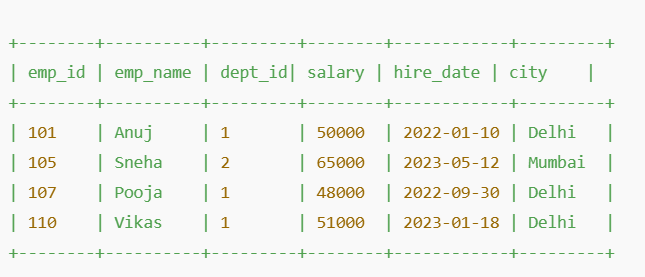 +--------+----------+---------+--------+------------+---------+
| emp_id | emp_name | dept_id| salary | hire_date | city    |
+--------+----------+---------+--------+------------+---------+
| 101    | Anuj     | 1       | 50000  | 2022-01-10 | Delhi   |
| 105    | Sneha    | 2       | 65000  | 2023-05-12 | Mumbai  |
| 107    | Pooja    | 1       | 48000  | 2022-09-30 | Delhi   |
| 110    | Vikas    | 1       | 51000  | 2023-01-18 | Delhi   |
+--------+----------+---------+--------+------------+---------+